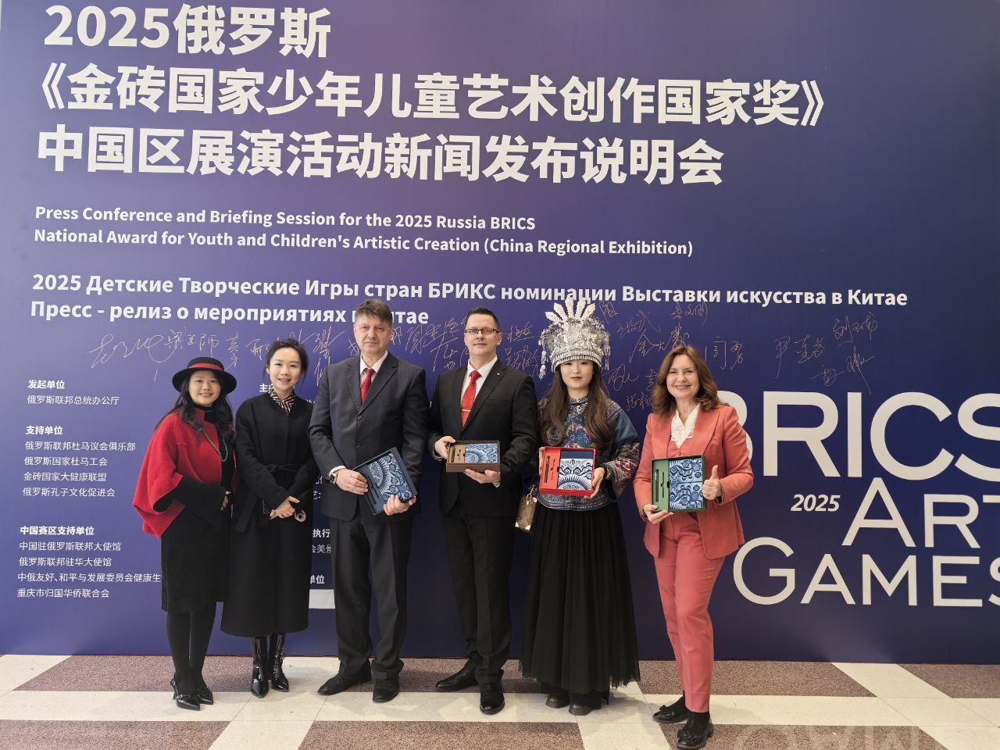 2025俄罗斯
《金砖国家少年儿童艺术创作国家奖》
中国区展演活动新闻发布说明会
Press Conference and Briefing Session for the 2025 Russia BRICS
National Award for Youth and Children's Artistic Creation (China Regional Exhibition)
2025 Детские Творческие Игры стран БРИКС номинации Выставки искусства в Китае
Пресс - релиз о мероприятиях в Китае
发起单位
俄罗斯联邦总统办公厅
支持单位
俄罗斯联邦杜马议会俱乐部
俄罗斯国家杜马工会
金砖国家大健康联盟
俄罗斯孔子文化促进会
中国赛区支持单位
中国驻俄罗斯联邦大使馆
俄罗斯联邦驻华大使馆
中俄友好、和平与发展委员会健康生
重庆市归国华侨联合会
执行
单位
BRICS
2025 ART
GAMES